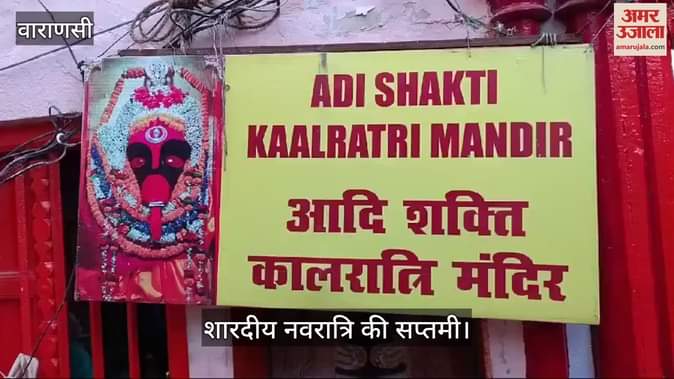 वाराणसी
अमर
उजाला
amarujala.com
ADI SHAKTI
KAALRATRI MANDIR
आदि शक्ति
कालरात्रि मंदिर
शारदीय नवरात्रि की सप्तमी।